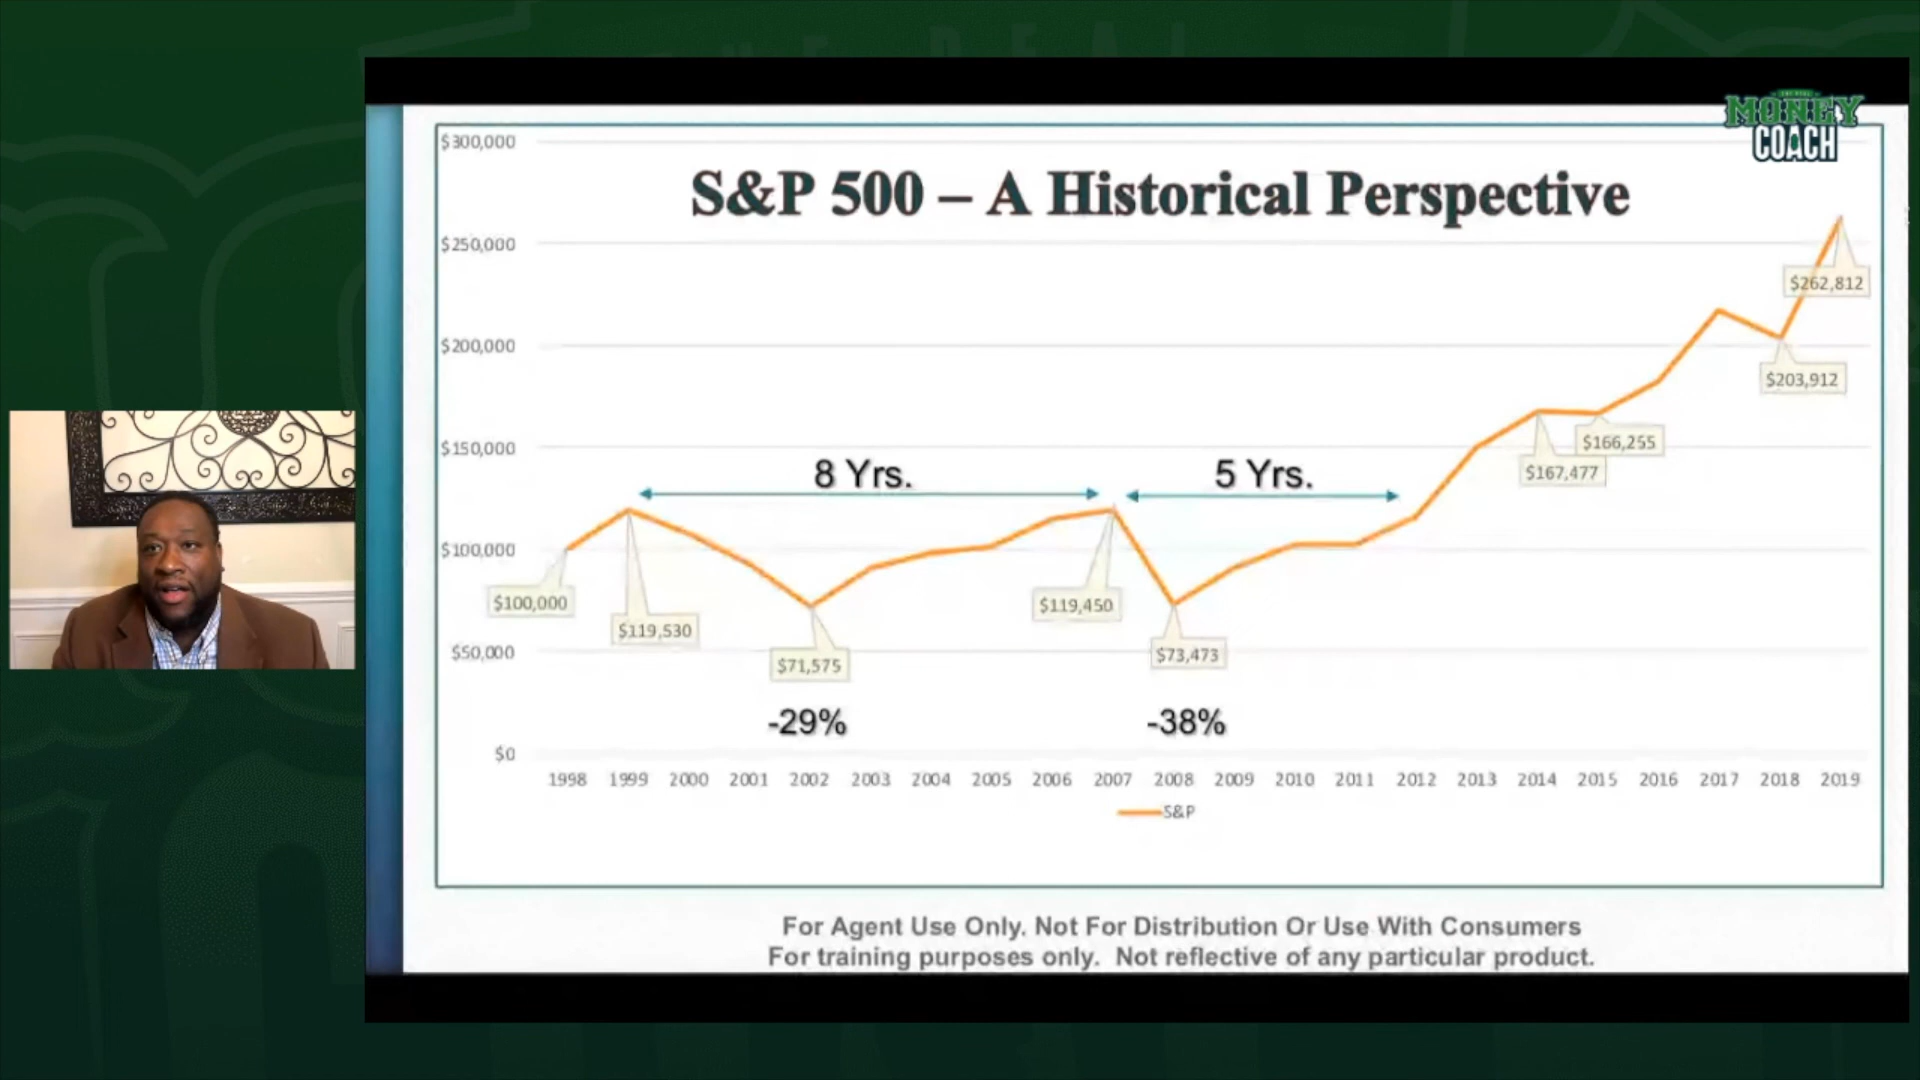 MONEY
COACH
S&P 500 – A Historical Perspective
$300,000
$250,000
$200,000
$150,000
$100,000
$50,000
$0
8 Yrs.
5 Yrs.
$262,812
$203,912
$166,255
$167,477
$100,000
$119,530
$71,575
$119,450
$73,473
-29%
-38%
1998 1999 2000 2001 2002 2003 2004 2005 2006 2007 2008 2009 2010 2011 2012 2013 2014 2015 2016 2017 2018 2019
S&P
For Agent Use Only. Not For Distribution Or Use With Consumers
For training purposes only. Not reflective of any particular product.